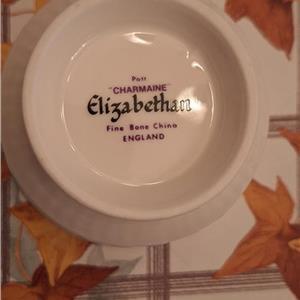 Patt
"CHARMAINE"
Elizabethan
Fine Bone China
ENGLAND